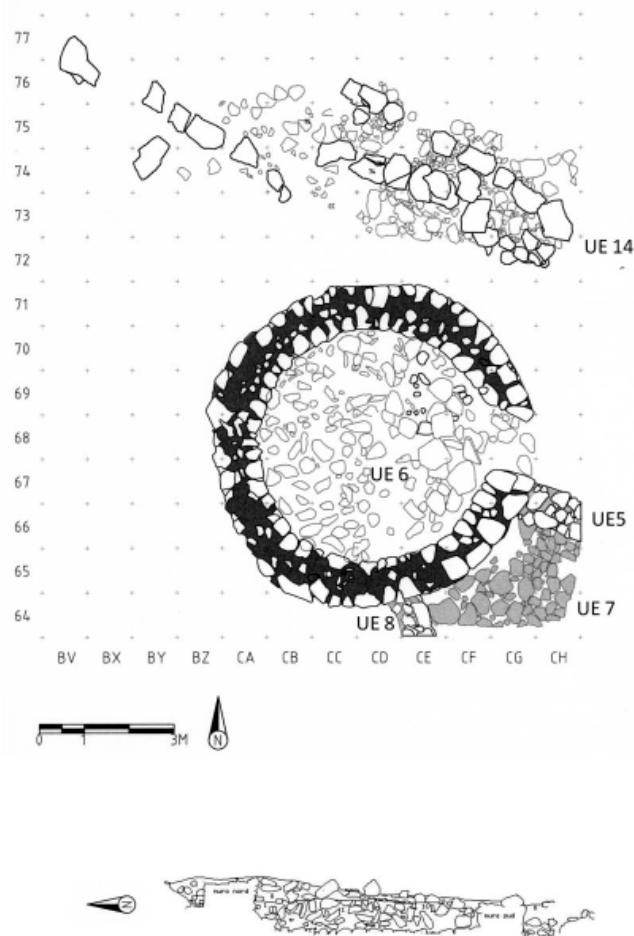 77
76
75
74
73
UE 14
72
71
70
69
68
UE 6
67
66
UE5
65
UE 7
64
UE 8
BV BX BY BZ CA CB CC CD CE CF CG CH
0 1 3M
N
N
muro nord
muro sud